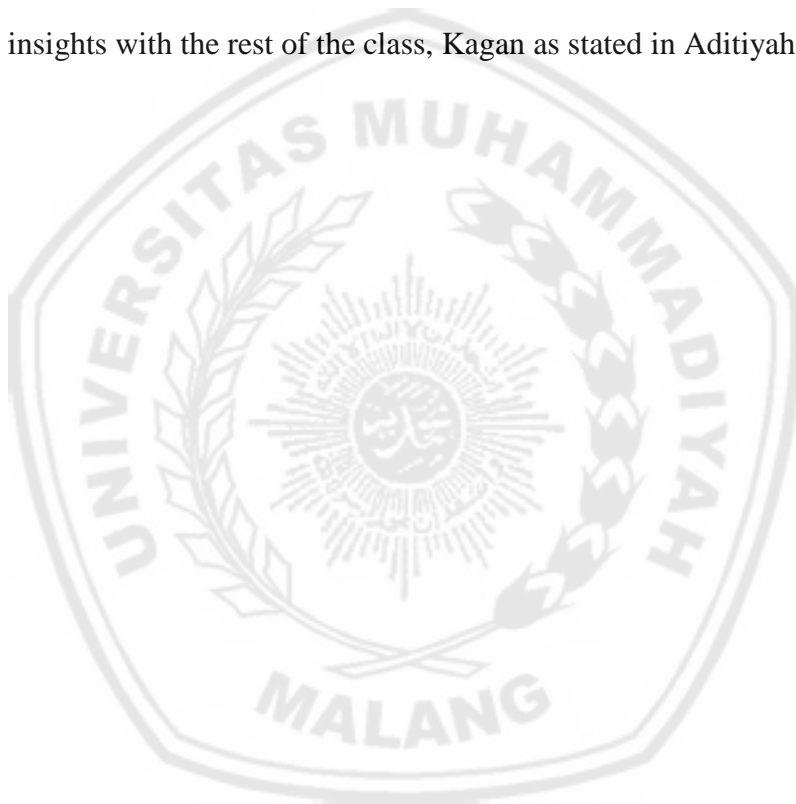 insights with the rest of the class, Kagan as stated in Aditiyah
UNIVERSITAS MUHAMMADIYAH
MALANG